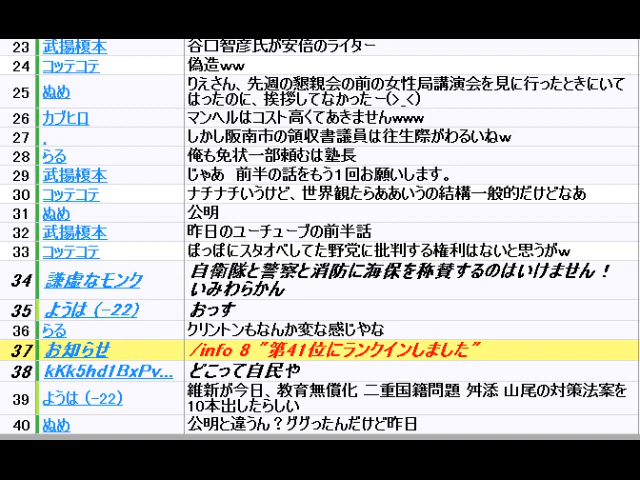 23 武揚榎本 谷口智彦氏が安倍のライター
24 コッテコテ 偽造ｗｗ
25 ぬめ りえさん、先週の懇親会の前の女性局講演会を見に行ったときにいて
はったのに、挨拶してなかったー(>_<)
26 カブヒロ マンヘルはコスト高くてあきませんwww
27 . しかし阪南市の領収書議員は往生際がわるいねｗ
28 らる 俺も免状一部頼むは塾長
29 武揚榎本 じゃあ　前半の話をもう１回お願いします。
30 コッテコテ ナチナチいうけど、世界観たらああいうの結構一般的だけどなあ
31 ぬめ 公明
32 武揚榎本 昨日のユーチューブの前半話
33 コッテコテ ぱっぱにスタオベしてた野党に批判する権利はないと思うがｗ
34 謙虚なモンク 自衛隊と警察と消防に海保を称賛するのはいけません！
いみわからん
35 ようは (-22) おっす
36 らる クリントンもなんか変な感じやな
37 お知らせ /info 8 "第41位にランクインしました"
38 kKk5hd1BxPv... どこって自民や
39 ようは (-22) 維新が今日、教育無償化 二重国籍問題 舛添 山尾の対策法案を
10本出したらしい
40 ぬめ 公明と違うん？ググったんだけど昨日